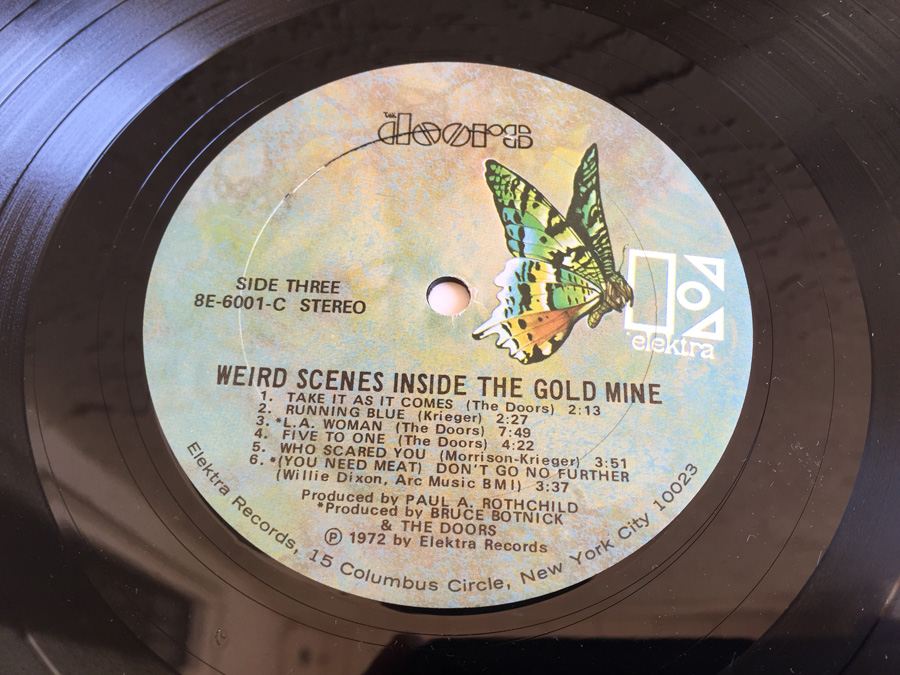 THE
doors
SIDE THREE
8E-6001-C STEREO
elektra
WEIRD SCENES INSIDE THE GOLD MINE
1. TAKE IT AS IT COMES (The Doors) 2:13
2. RUNNING BLUE (Krieger) 2:27
3. *L.A. WOMAN (The Doors) 7:49
4. FIVE TO ONE (The Doors) 4:22
5. WHO SCARED YOU (Morrison-Krieger) 3:51
6. *(YOU NEED MEAT) DON'T GO NO FURTHER
(Willie Dixon, Arc Music BMI) 3:37
Produced by PAUL A. ROTHCHILD
*Produced by BRUCE BOTNICK
& THE DOORS
℗ 1972 by Elektra Records
Elektra Records, 15 Columbus Circle, New York City 10023